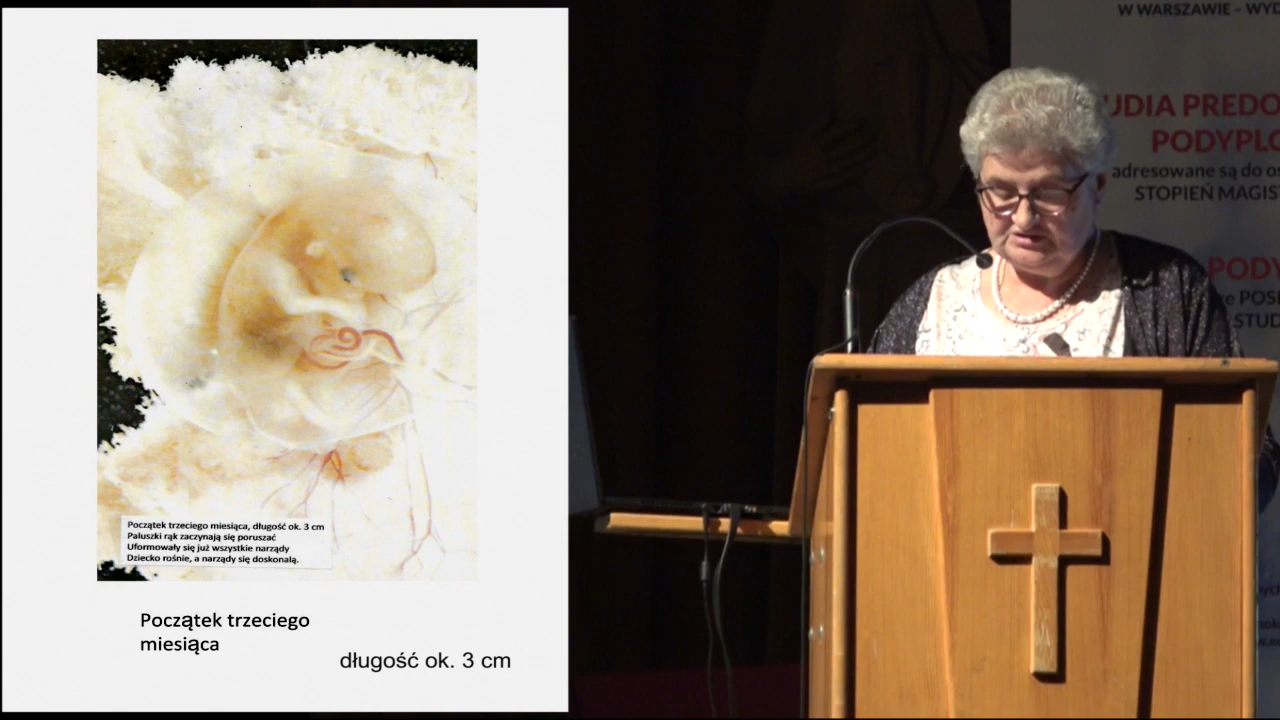 Początek trzeciego miesiąca, długość ok. 3 cm
Paluszki rąk zaczynają się poruszać
Uformowały się już wszystkie narządy
Dziecko rośnie, a narządy się doskonalą.
Początek trzeciego
miesiąca
długość ok. 3 cm
W WARSZAWIE – WYD
UDIA PREDO
PODYPLO
adresowane są do os
STOPIEŃ MAGIS
PODY
POS
STUD